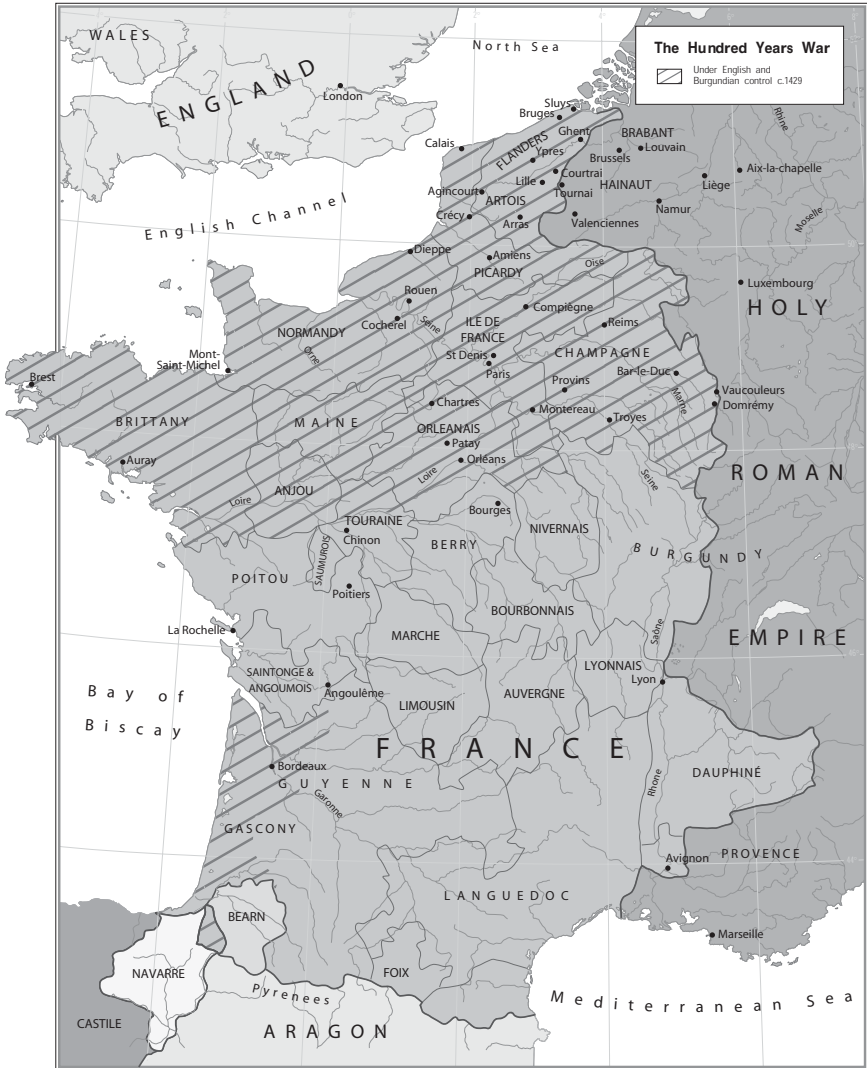 The Hundred Years War
Under English and
Burgundian control c.1429
WALES
ENGLAND
London
North Sea
English Channel
Sluys
Bruges
Ghent
FLANDERS
Ypres
Calais
BRABANT
Louvain
Brussels
Rhine
Courtrai
Lille
Tournai
HAINAUT
Liège
Aix-la-chapelle
Agincourt
ARTOIS
Crécy
Arras
Valenciennes
Namur
Moselle
Dieppe
Amiens
PICARDY
Oise
50
Luxembourg
HOLY
Rouen
Cocherel
Seine
ILE DE
FRANCE
Compiègne
Reims
NORMANDY
Orne
Mont-
Saint-Michel
St Denis
Paris
CHAMPAGNE
Bar-le-Duc
Provins
Marne
Vaucouleurs
Domrémy
Brest
BRITTANY
MAINE
Chartres
Montereau
Troyes
ORLEANAIS
Patay
Orléans
Auray
ROMAN
Loire
ANJOU
Loire
Seine
Bourges
TOURAINE
Chinon
NIVERNAIS
BERRY
BURGUNDY
SAUMUROIS
POITOU
Poitiers
BOURBONNAIS
La Rochelle
MARCHE
Saône
EMPIRE
LYONNAIS
Lyon
SAINTONGE &
ANGOUMOIS
Angoulême
LIMOUSIN
AUVERGNE
Bay of
Biscay
FRANCE
Bordeaux
GUYENNE
Garonne
DAUPHINÉ
Rhone
GASCONY
Avignon
PROVENCE
44
LANGUEDOC
BEARN
Marseille
NAVARRE
FOIX
Pyrenees
Mediterranean Sea
CASTILE
ARAGON